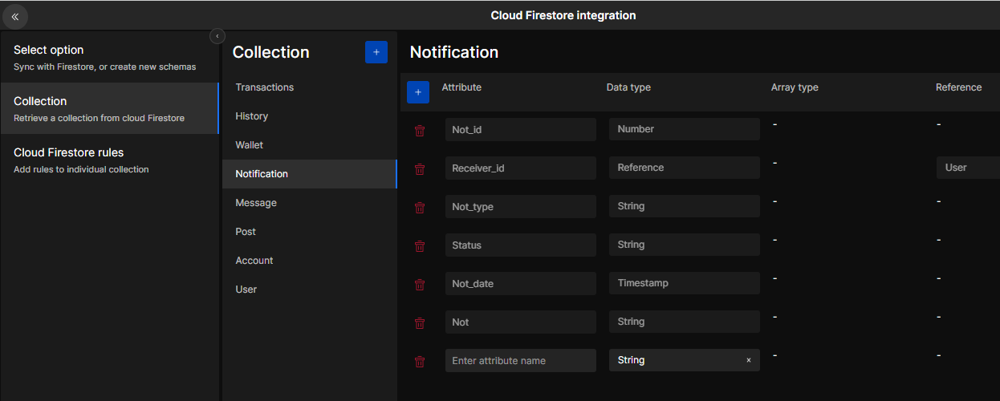 Cloud Firestore integration
Select option
Sync with Firestore, or create new schemas
Collection
Retrieve a collection from cloud Firestore
Cloud Firestore rules
Add rules to individual collection
Collection
+
Transactions
History
Wallet
Notification
Message
Post
Account
User
Notification
+ Attribute Data type Array type Reference
Not_id Number - -
Receiver_id Reference - User
Not_type String - -
Status String - -
Not_date Timestamp - -
Not String - -
Enter attribute name String × - -